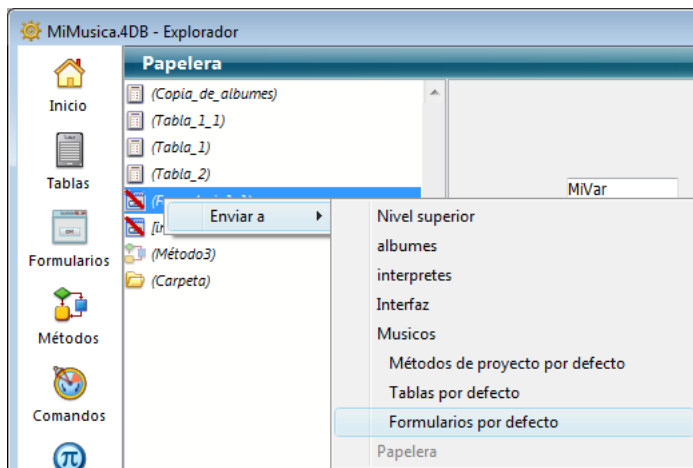 MiMusica.4DB - Explorador
Inicio
Tablas
Formularios
Métodos
Comandos
Papelera
(Copia_de_albumes)
(Tabla_1_1)
(Tabla_1)
(Tabla_2)
(Método3)
(Carpeta)
MiVar
Enviar a
Nivel superior
albumes
interpretes
Interfaz
Musicos
Métodos de proyecto por defecto
Tablas por defecto
Formularios por defecto
Papelera